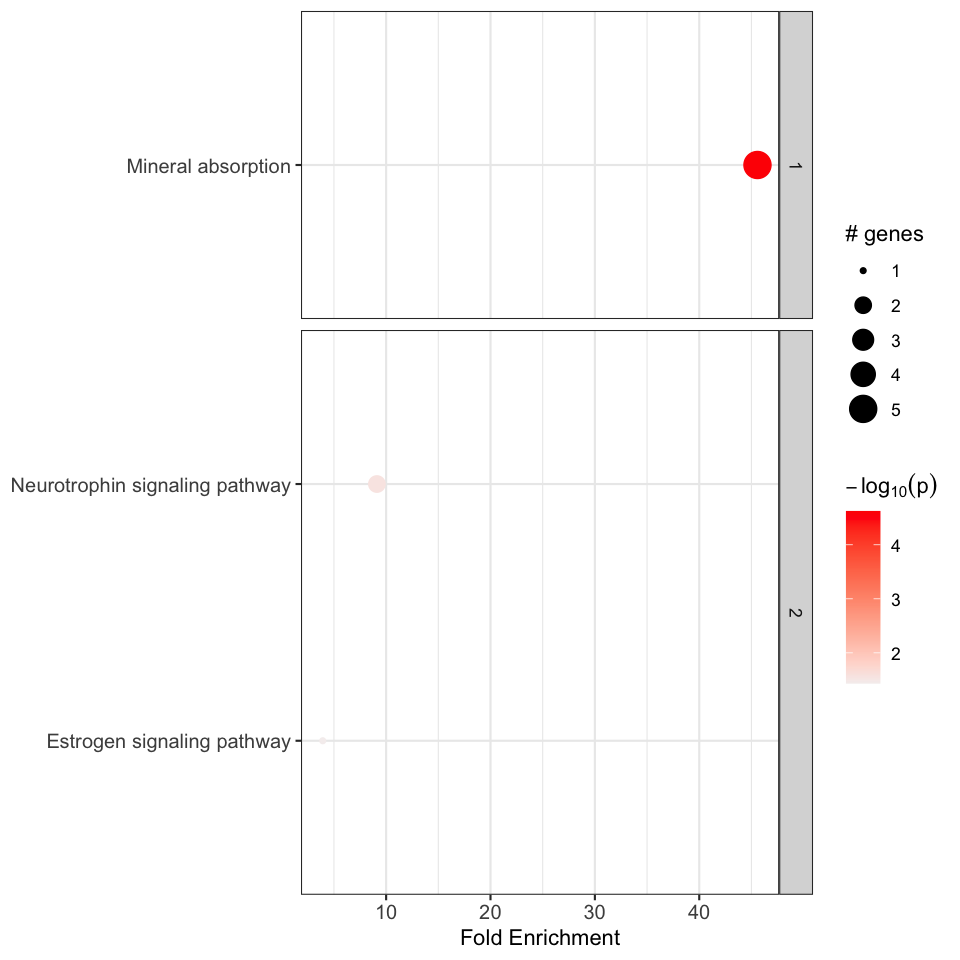 Mineral absorption
1
Neurotrophin signaling pathway
2
Estrogen signaling pathway
10 20 30 40
Fold Enrichment
# genes
1
2
3
4
5
−log₁₀(p)
4
3
2